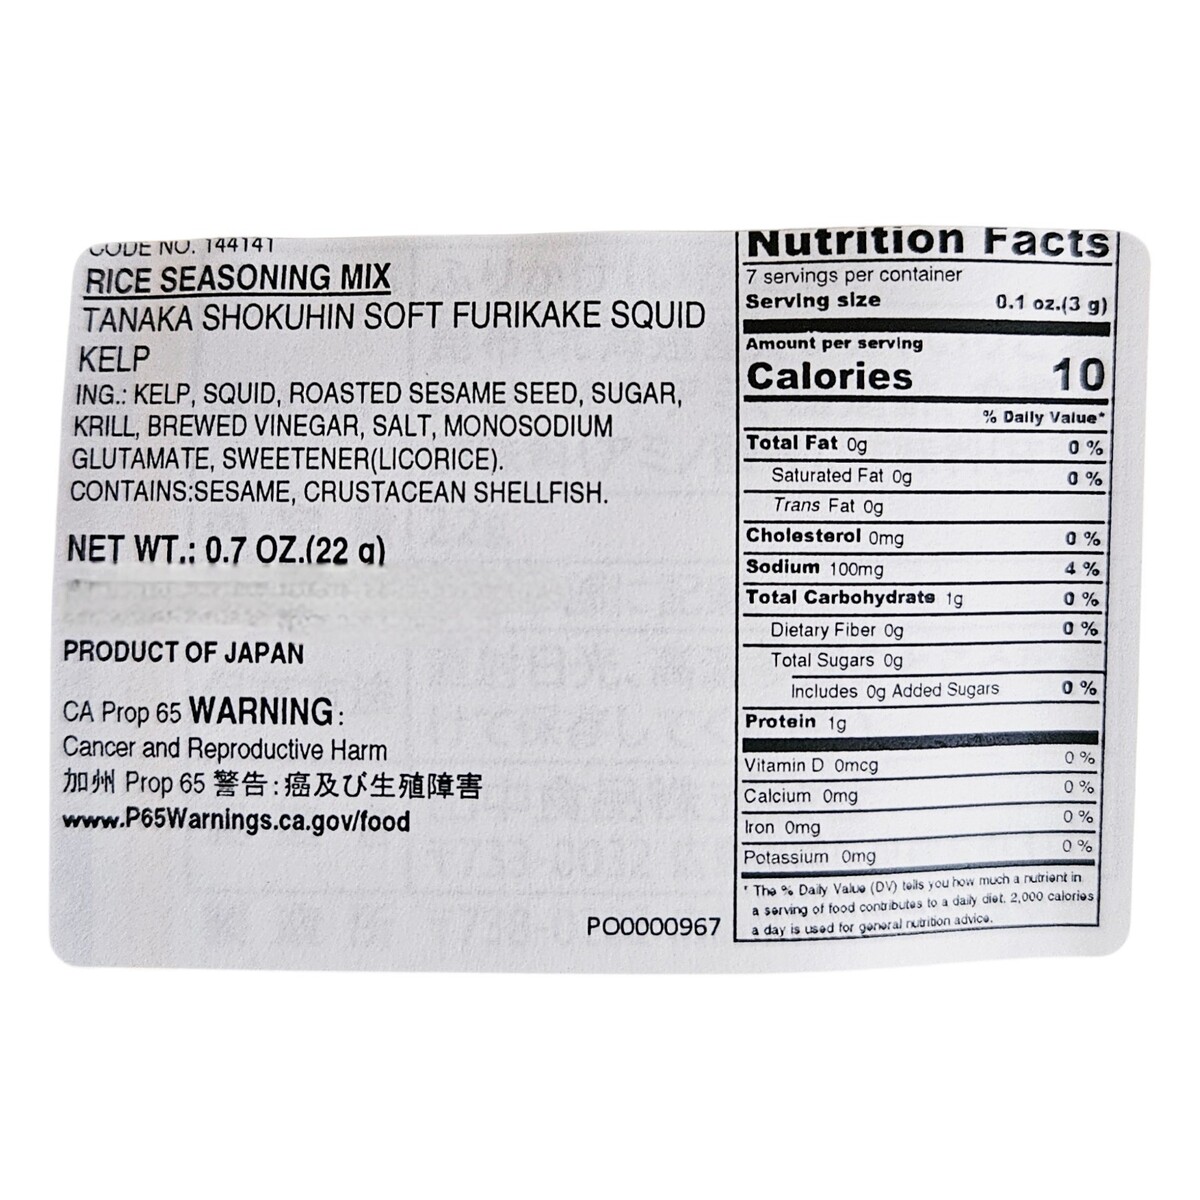 CODE NO. 144141
RICE SEASONING MIX
TANAKA SHOKUHIN SOFT FURIKAKE SQUID
KELP
ING.: KELP, SQUID, ROASTED SESAME SEED, SUGAR,
KRILL, BREWED VINEGAR, SALT, MONOSODIUM
GLUTAMATE, SWEETENER(LICORICE).
CONTAINS:SESAME, CRUSTACEAN SHELLFISH.
NET WT.: 0.7 OZ.(22 g)
PRODUCT OF JAPAN
CA Prop 65 WARNING:
Cancer and Reproductive Harm
加州 Prop 65 警告:癌及び生殖障害
www.P65Warnings.ca.gov/food
PO0000967
Nutrition Facts
7 servings per container
Serving size 0.1 oz.(3 g)
Amount per serving
Calories 10
% Daily Value*
Total Fat 0g 0 %
Saturated Fat 0g 0 %
Trans Fat 0g
Cholesterol 0mg 0 %
Sodium 100mg 4 %
Total Carbohydrate 1g 0 %
Dietary Fiber 0g 0 %
Total Sugars 0g
Includes 0g Added Sugars 0 %
Protein 1g
Vitamin D 0mcg 0 %
Calcium 0mg 0 %
Iron 0mg 0 %
Potassium 0mg 0 %
* The % Daily Value (DV) tells you how much a nutrient in
a serving of food contributes to a daily diet. 2,000 calories
a day is used for general nutrition advice.